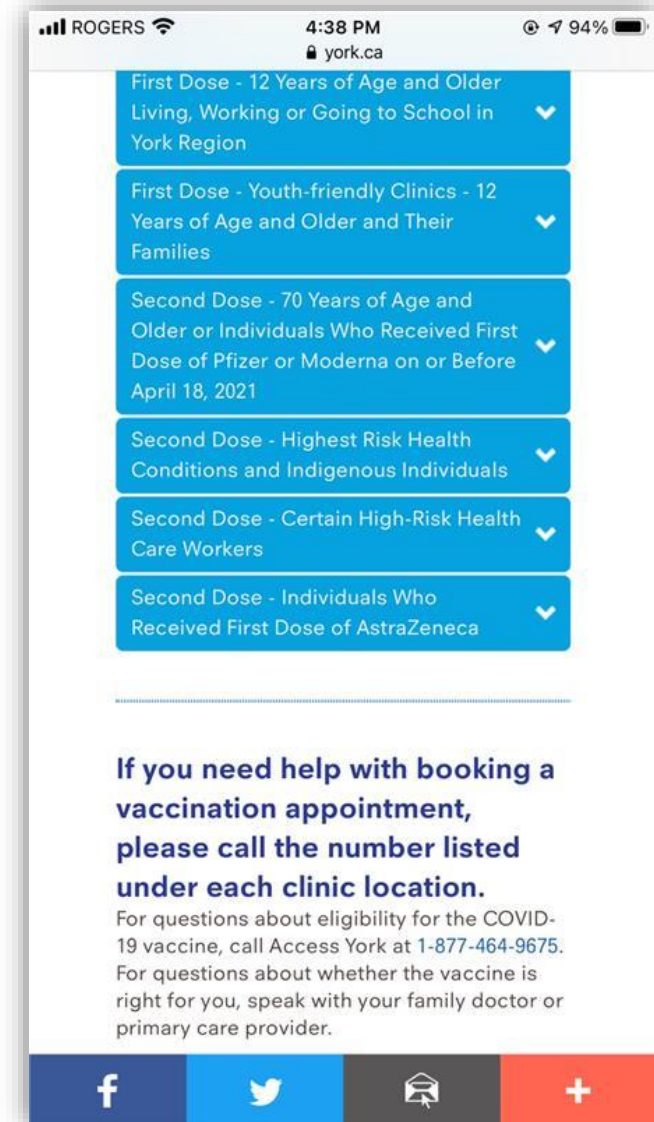 ROGERS 4:38 PM 94%
york.ca
First Dose - 12 Years of Age and Older
Living, Working or Going to School in
York Region
First Dose - Youth-friendly Clinics - 12
Years of Age and Older and Their
Families
Second Dose - 70 Years of Age and
Older or Individuals Who Received First
Dose of Pfizer or Moderna on or Before
April 18, 2021
Second Dose - Highest Risk Health
Conditions and Indigenous Individuals
Second Dose - Certain High-Risk Health
Care Workers
Second Dose - Individuals Who
Received First Dose of AstraZeneca
If you need help with booking a
vaccination appointment,
please call the number listed
under each clinic location.
For questions about eligibility for the COVID-
19 vaccine, call Access York at 1-877-464-9675.
For questions about whether the vaccine is
right for you, speak with your family doctor or
primary care provider.